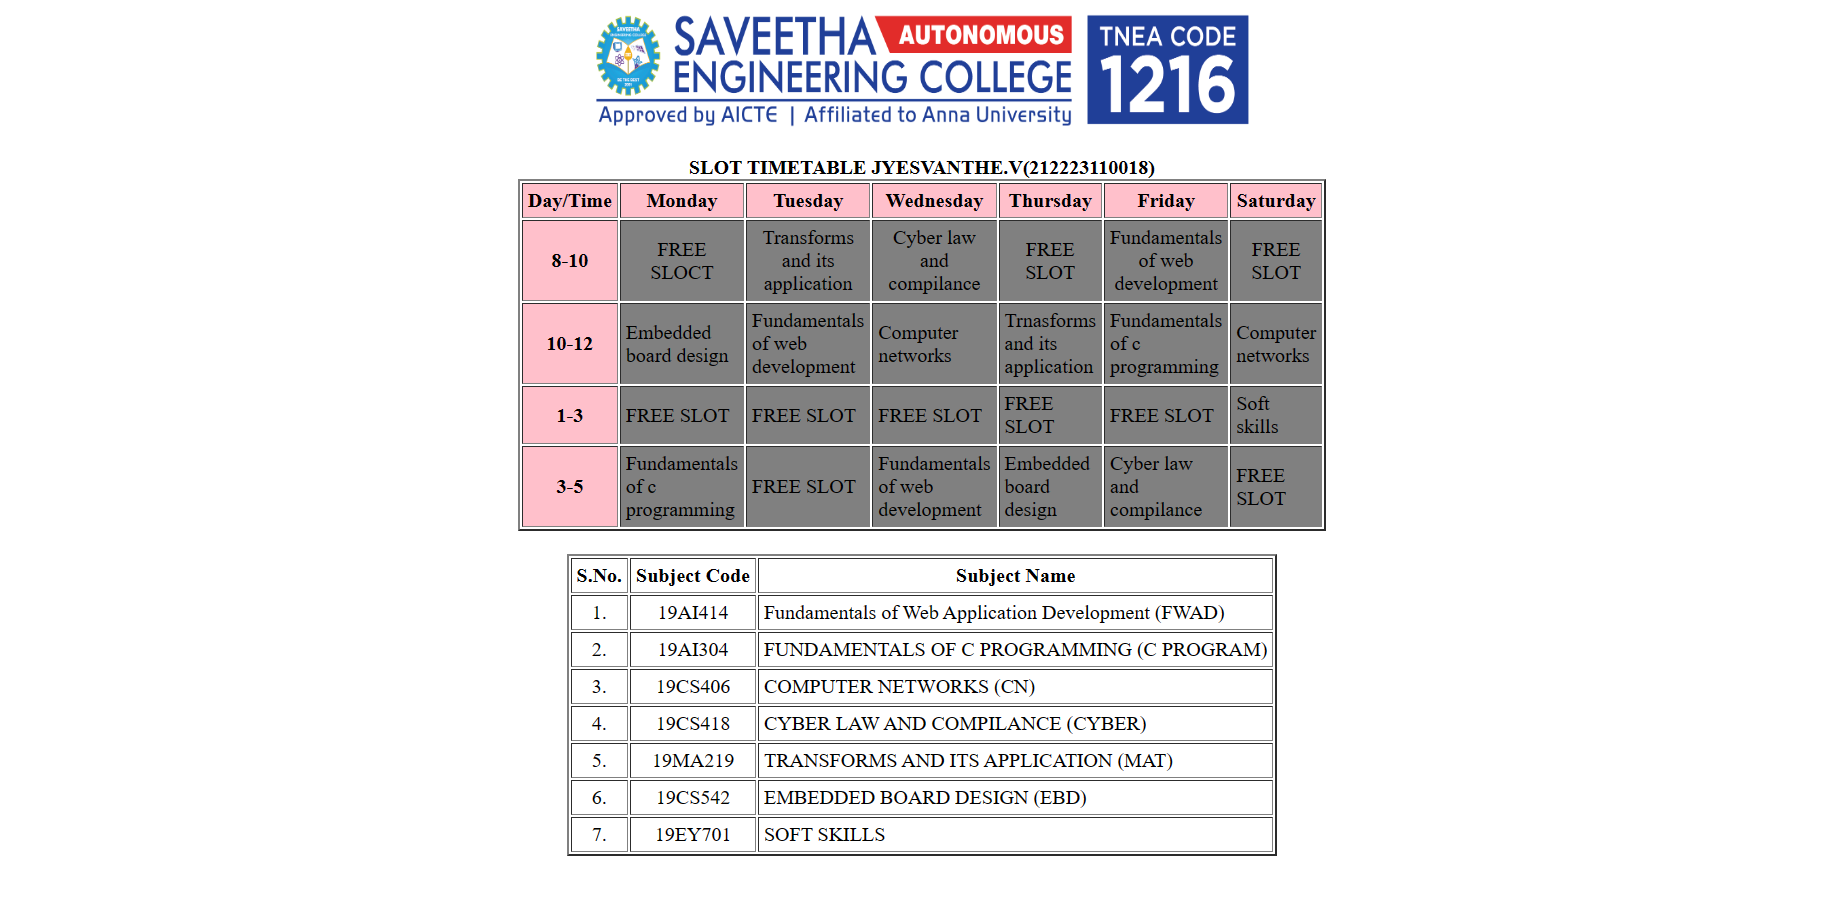 SAVEETHA AUTONOMOUS
ENGINEERING COLLEGE
Approved by AICTE | Affiliated to Anna University
TNEA CODE
1216
SAVEETHA
ENGINEERING COLLEGE
BE THE BEST
SLOT TIMETABLE JYESVANTHE.V(212223110018)
Day/Time Monday Tuesday Wednesday Thursday Friday Saturday
8-10
FREE
SLOCT
Transforms
and its
application
Cyber law
and
compilance
FREE
SLOT
Fundamentals
of web
development
FREE
SLOT
10-12
Embedded
board design
Fundamentals
of web
development
Computer
networks
Trnasforms
and its
application
Fundamentals
of c
programming
Computer
networks
1-3
FREE SLOT
FREE SLOT
FREE SLOT
FREE
SLOT
FREE SLOT
Soft
skills
3-5
Fundamentals
of c
programming
FREE SLOT
Fundamentals
of web
development
Embedded
board
design
Cyber law
and
compilance
FREE
SLOT
S.No. Subject Code Subject Name
1. 19AI414 Fundamentals of Web Application Development (FWAD)
2. 19AI304 FUNDAMENTALS OF C PROGRAMMING (C PROGRAM)
3. 19CS406 COMPUTER NETWORKS (CN)
4. 19CS418 CYBER LAW AND COMPILANCE (CYBER)
5. 19MA219 TRANSFORMS AND ITS APPLICATION (MAT)
6. 19CS542 EMBEDDED BOARD DESIGN (EBD)
7. 19EY701 SOFT SKILLS